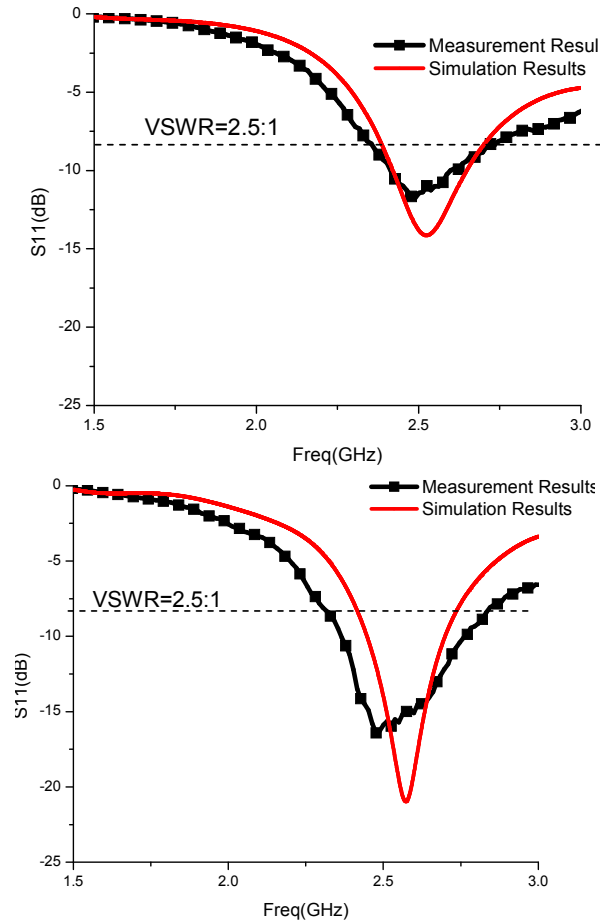 0
-5
-10
-15
-20
-25
S11(dB)
Measurement Resul
Simulation Results
VSWR=2.5:1
1.5 2.0 2.5 3.0
Freq(GHz)
0
-5
-10
-15
-20
-25
S11(dB)
Measurement Results
Simulation Results
VSWR=2.5:1
1.5 2.0 2.5 3.0
Freq(GHz)